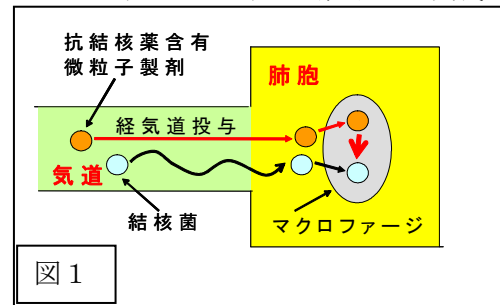 抗結核薬含有
微粒子製剤
肺胞
経気道投与
気道
結核菌
マクロファージ
図1